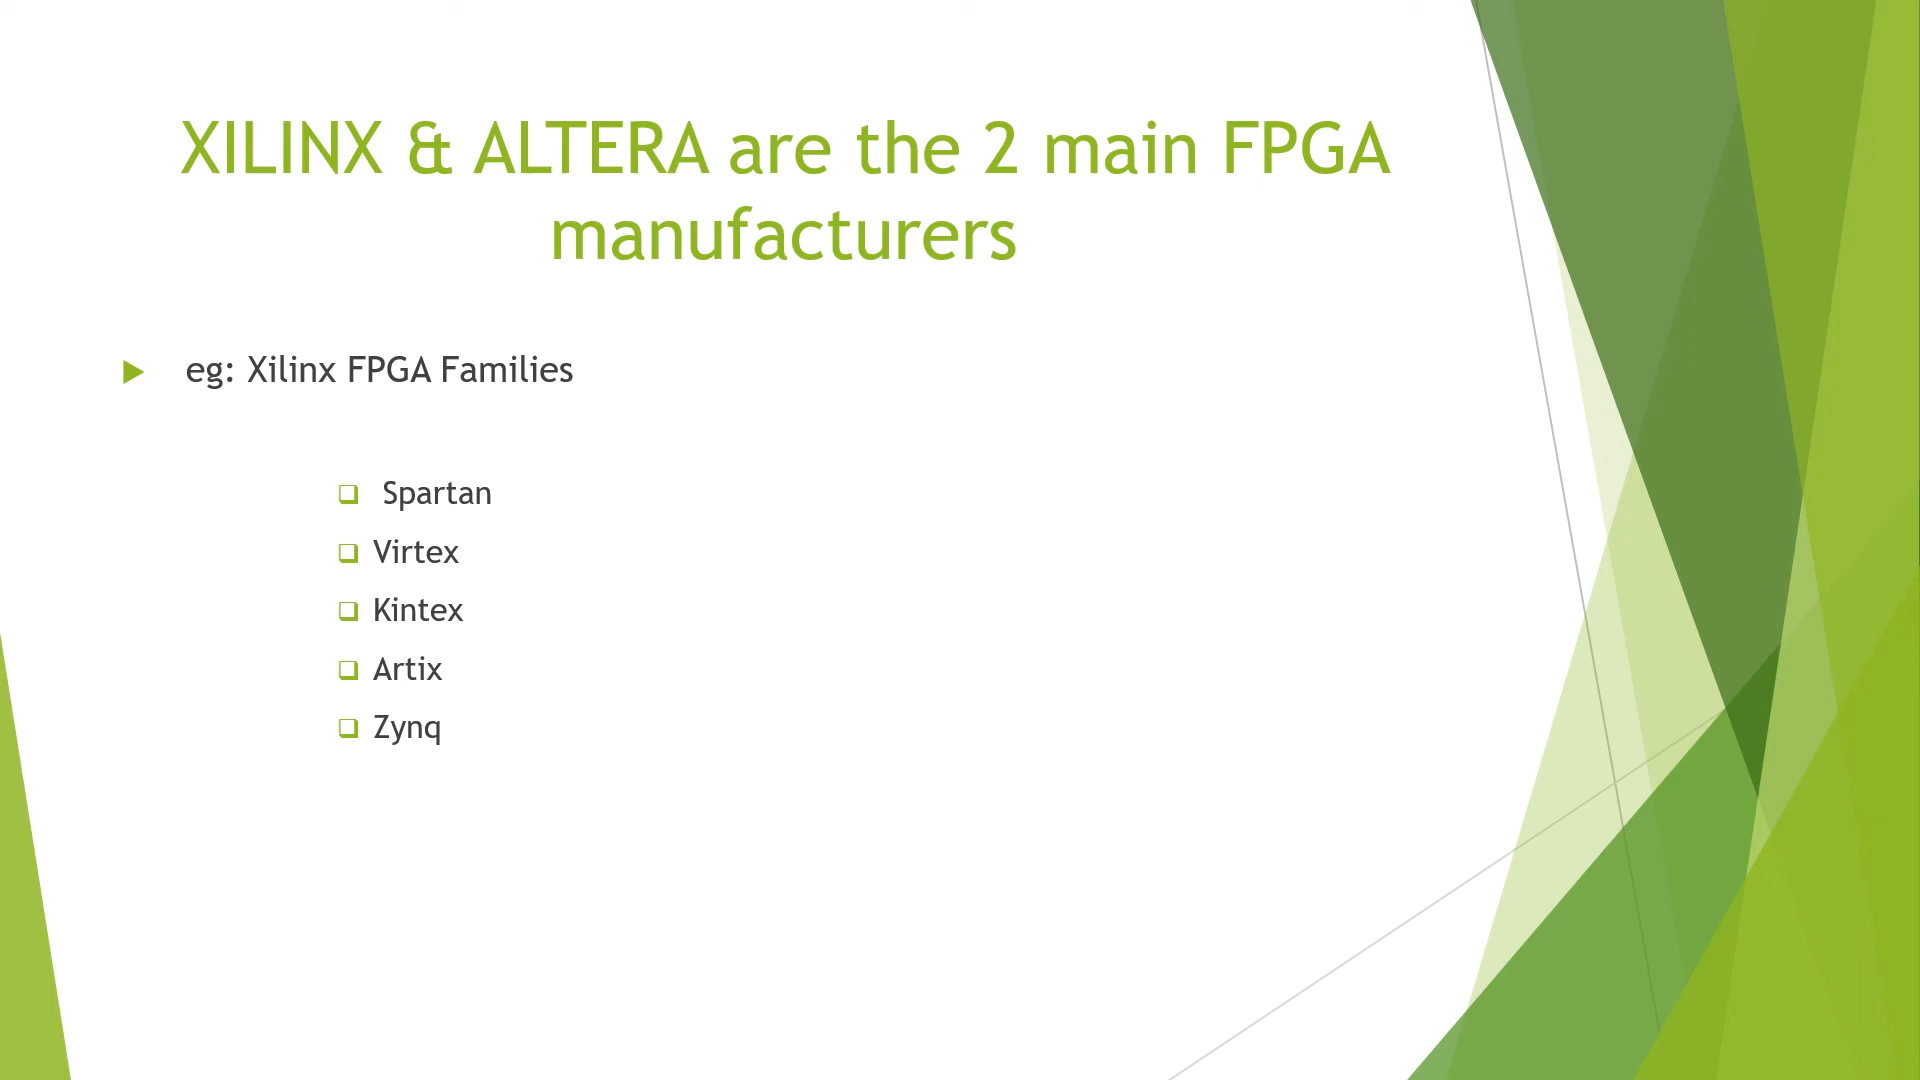 XILINX & ALTERA are the 2 main FPGA
manufacturers
eg: Xilinx FPGA Families
Spartan
Virtex
Kintex
Artix
Zynq